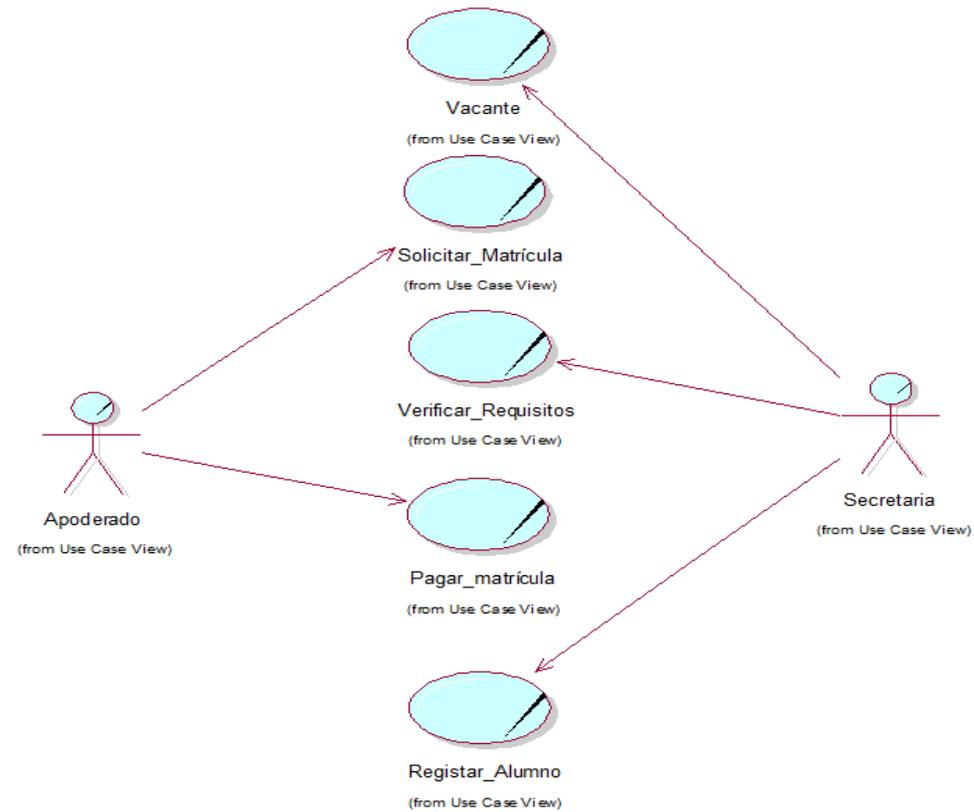 Vacante
(from Use Case View)
Solicitar_Matrícula
(from Use Case View)
Verificar_Requisitos
(from Use Case View)
Apoderado
(from Use Case View)
Secretaria
(from Use Case View)
Pagar_matrícula
(from Use Case View)
Registar_Alumno
(from Use Case View)